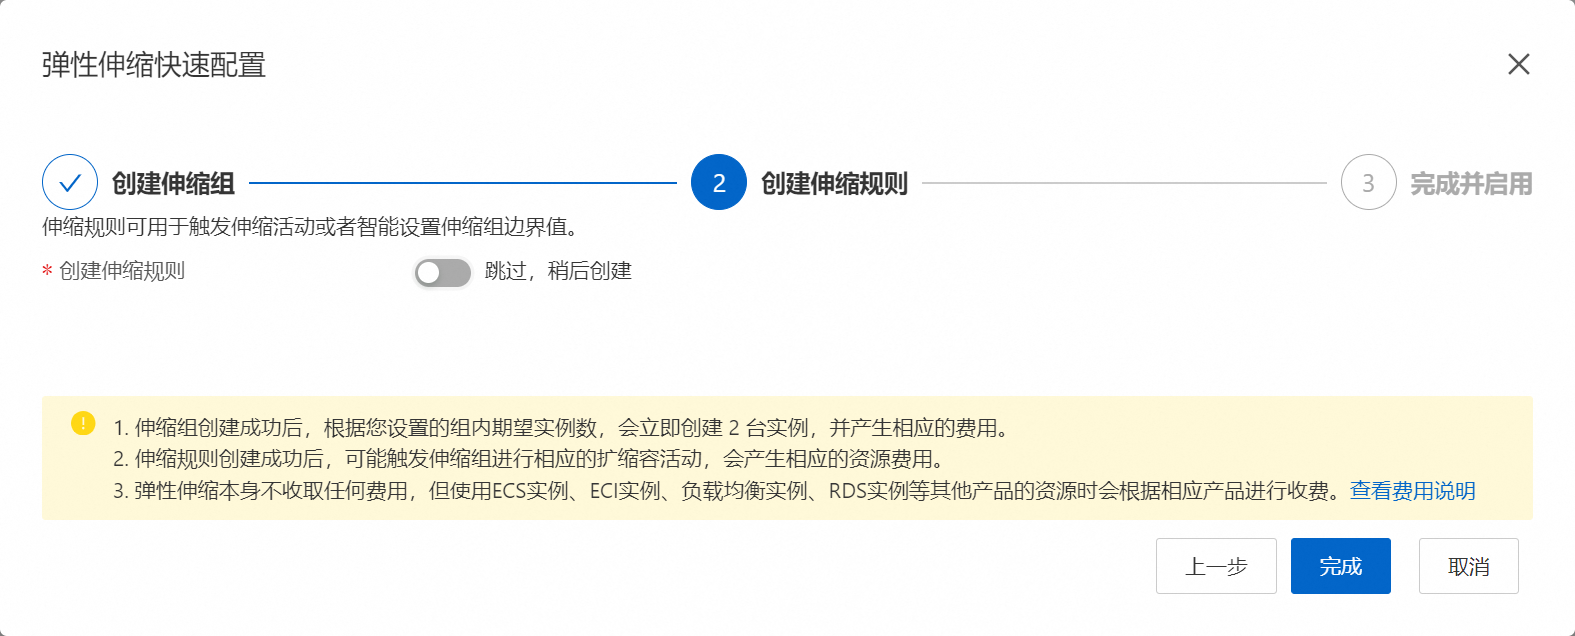 弹性伸缩快速配置
创建伸缩组
2 创建伸缩规则
3 完成并启用
伸缩规则可用于触发伸缩活动或者智能设置伸缩组边界值。
* 创建伸缩规则 跳过，稍后创建
! 1. 伸缩组创建成功后，根据您设置的组内期望实例数，会立即创建 2 台实例，并产生相应的费用。
2. 伸缩规则创建成功后，可能触发伸缩组进行相应的扩缩容活动，会产生相应的资源费用。
3. 弹性伸缩本身不收取任何费用，但使用ECS实例、ECI实例、负载均衡实例、RDS实例等其他产品的资源时会根据相应产品进行收费。查看费用说明
上一步 完成 取消